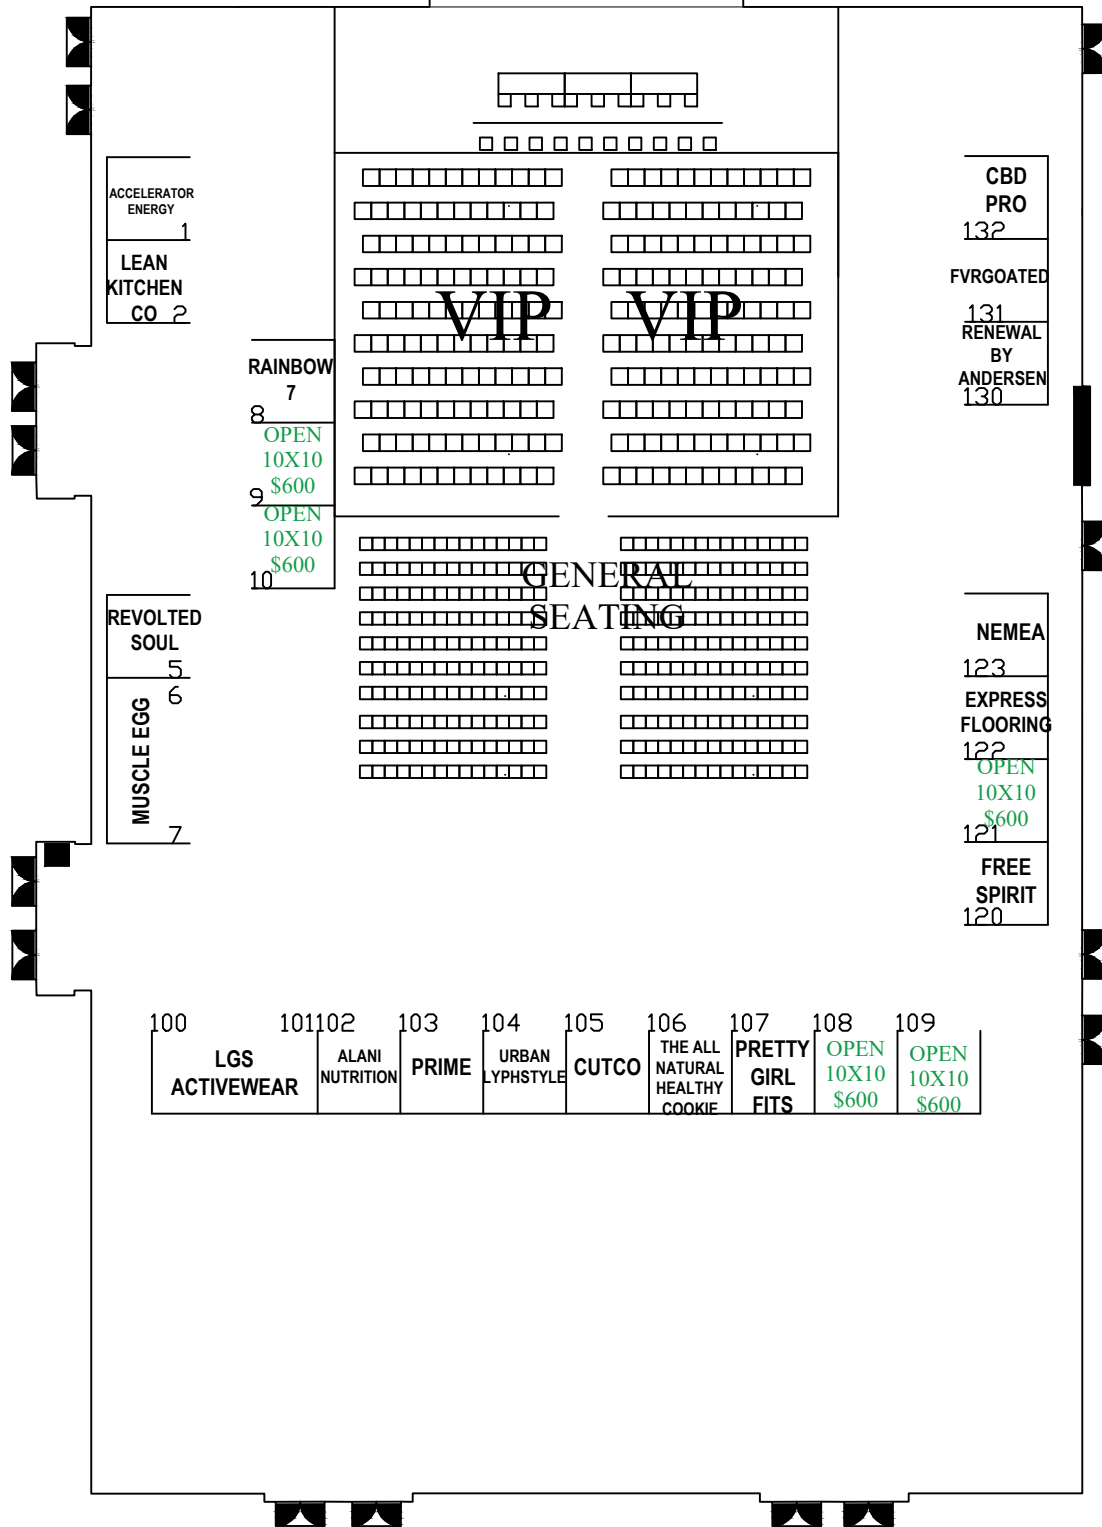 ACCELERATOR
ENERGY
1
LEAN
KITCHEN
CO 2
RAINBOW
7
8
OPEN
10X10
$600
9
OPEN
10X10
$600
10
REVOLTED
SOUL
5
6
MUSCLE EGG
7
VIP VIP
GENERAL
SEATING
CBD
PRO
132
FVRGOATED
131
RENEWAL
BY
ANDERSEN
130
NEMEA
123
EXPRESS
FLOORING
122
OPEN
10X10
$600
121
FREE
SPIRIT
120
100 101 102 103 104 105 106 107 108 109
LGS
ACTIVEWEAR
ALANI
NUTRITION
PRIME
URBAN
LYPHSTYLE
CUTCO
THE ALL
NATURAL
HEALTHY
COOKIE
PRETTY
GIRL
FITS
OPEN
10X10
$600
OPEN
10X10
$600